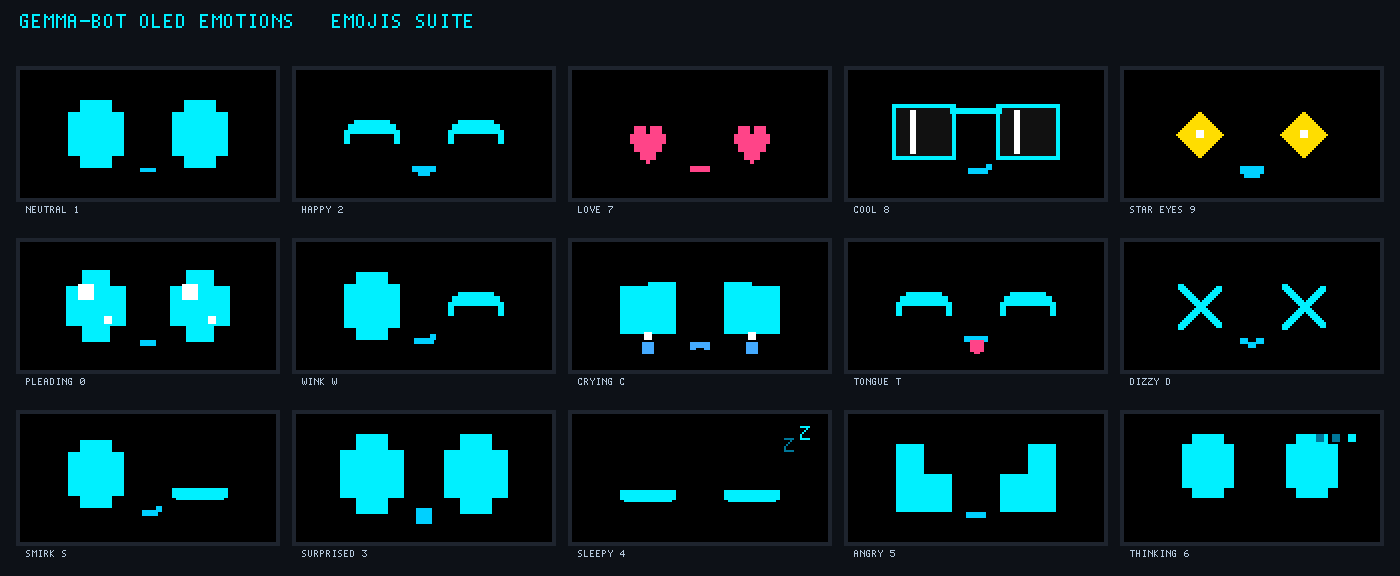 GEMMA-BOT OLED EMOTIONS EMOJIS SUITE
NEUTRAL 1
HAPPY 2
LOVE 7
COOL 8
STAR EYES 9
PLEADING 0
WINK W
CRYING C
TONGUE T
DIZZY D
Z
Z
SMIRK S
SURPRISED 3
SLEEPY 4
ANGRY 5
THINKING 6